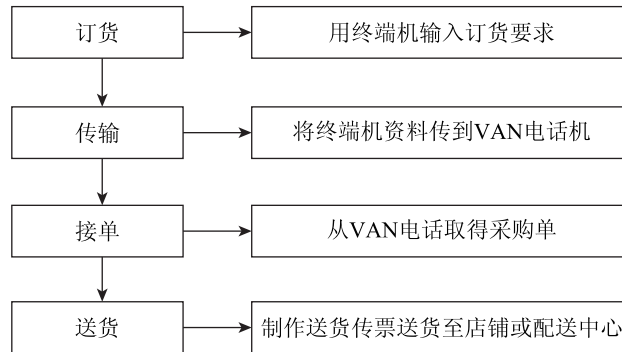 订货
用终端机输入订货要求
传输
将终端机资料传到VAN电话机
接单
从VAN电话取得采购单
送货
制作送货传票送货至店铺或配送中心